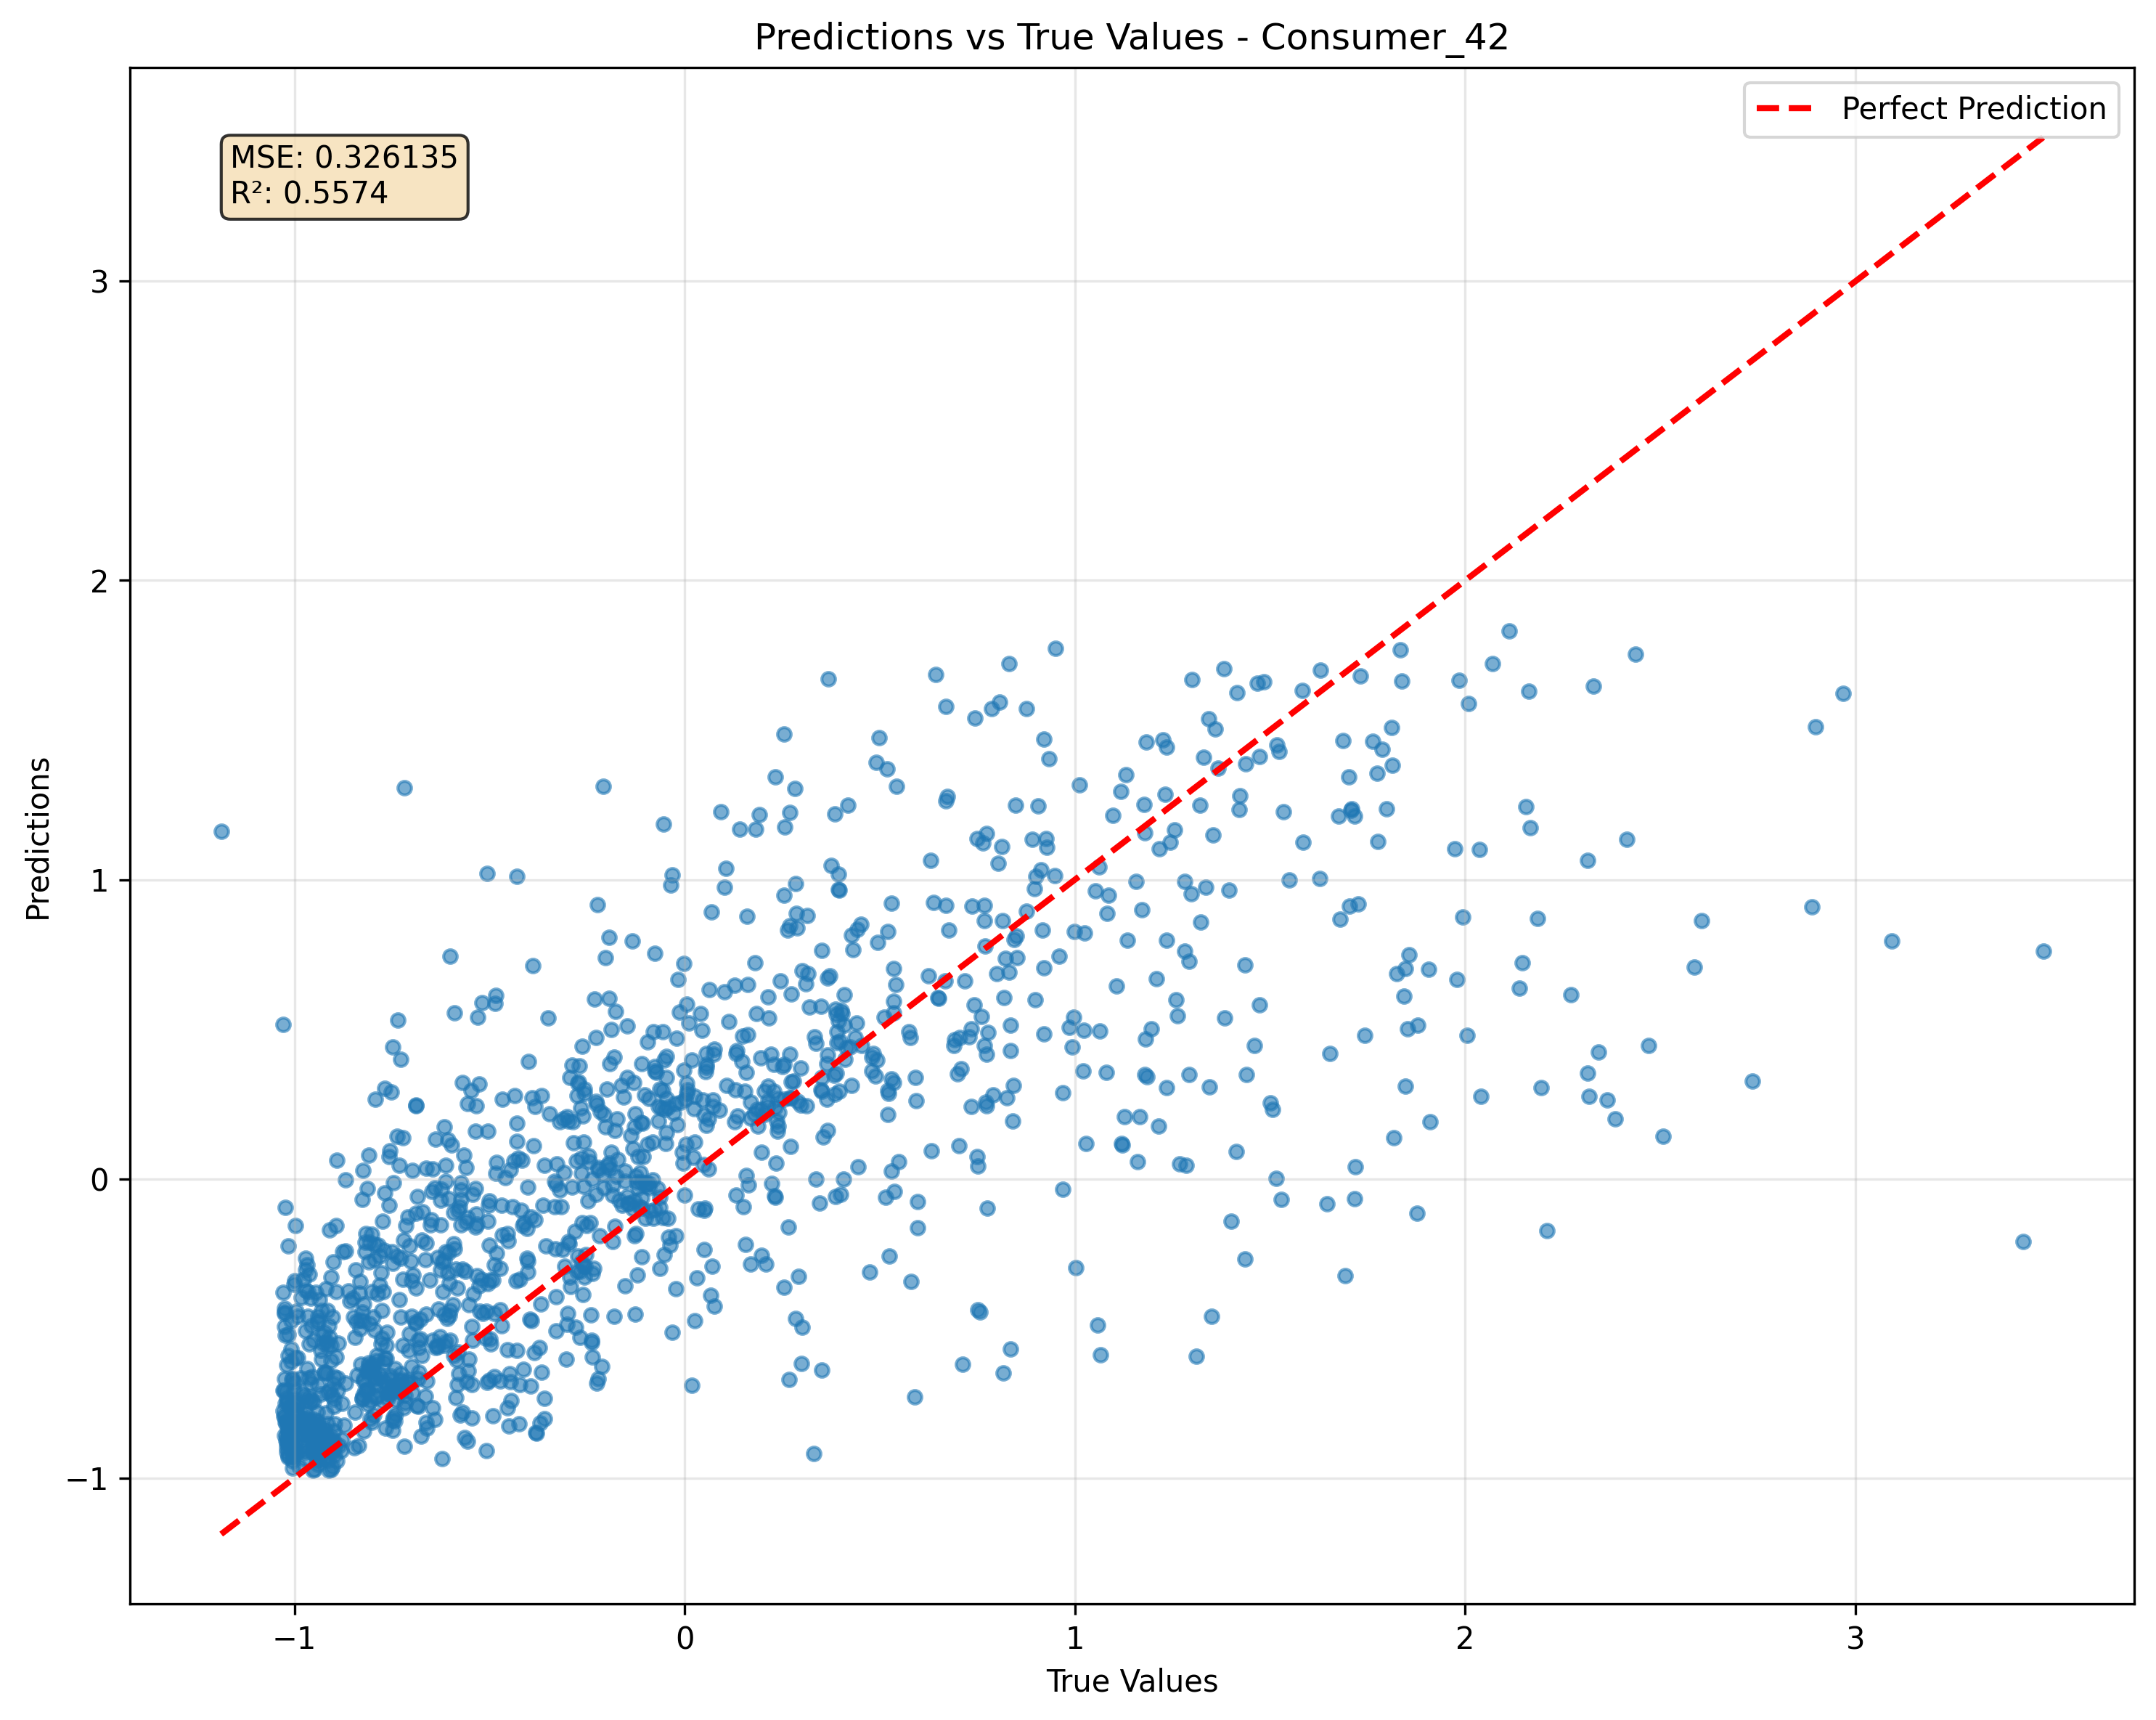 Predictions vs True Values - Consumer_42
Perfect Prediction
MSE: 0.326135
R²: 0.5574
3
2
1
0
−1
Predictions
−1
0
1
2
3
True Values